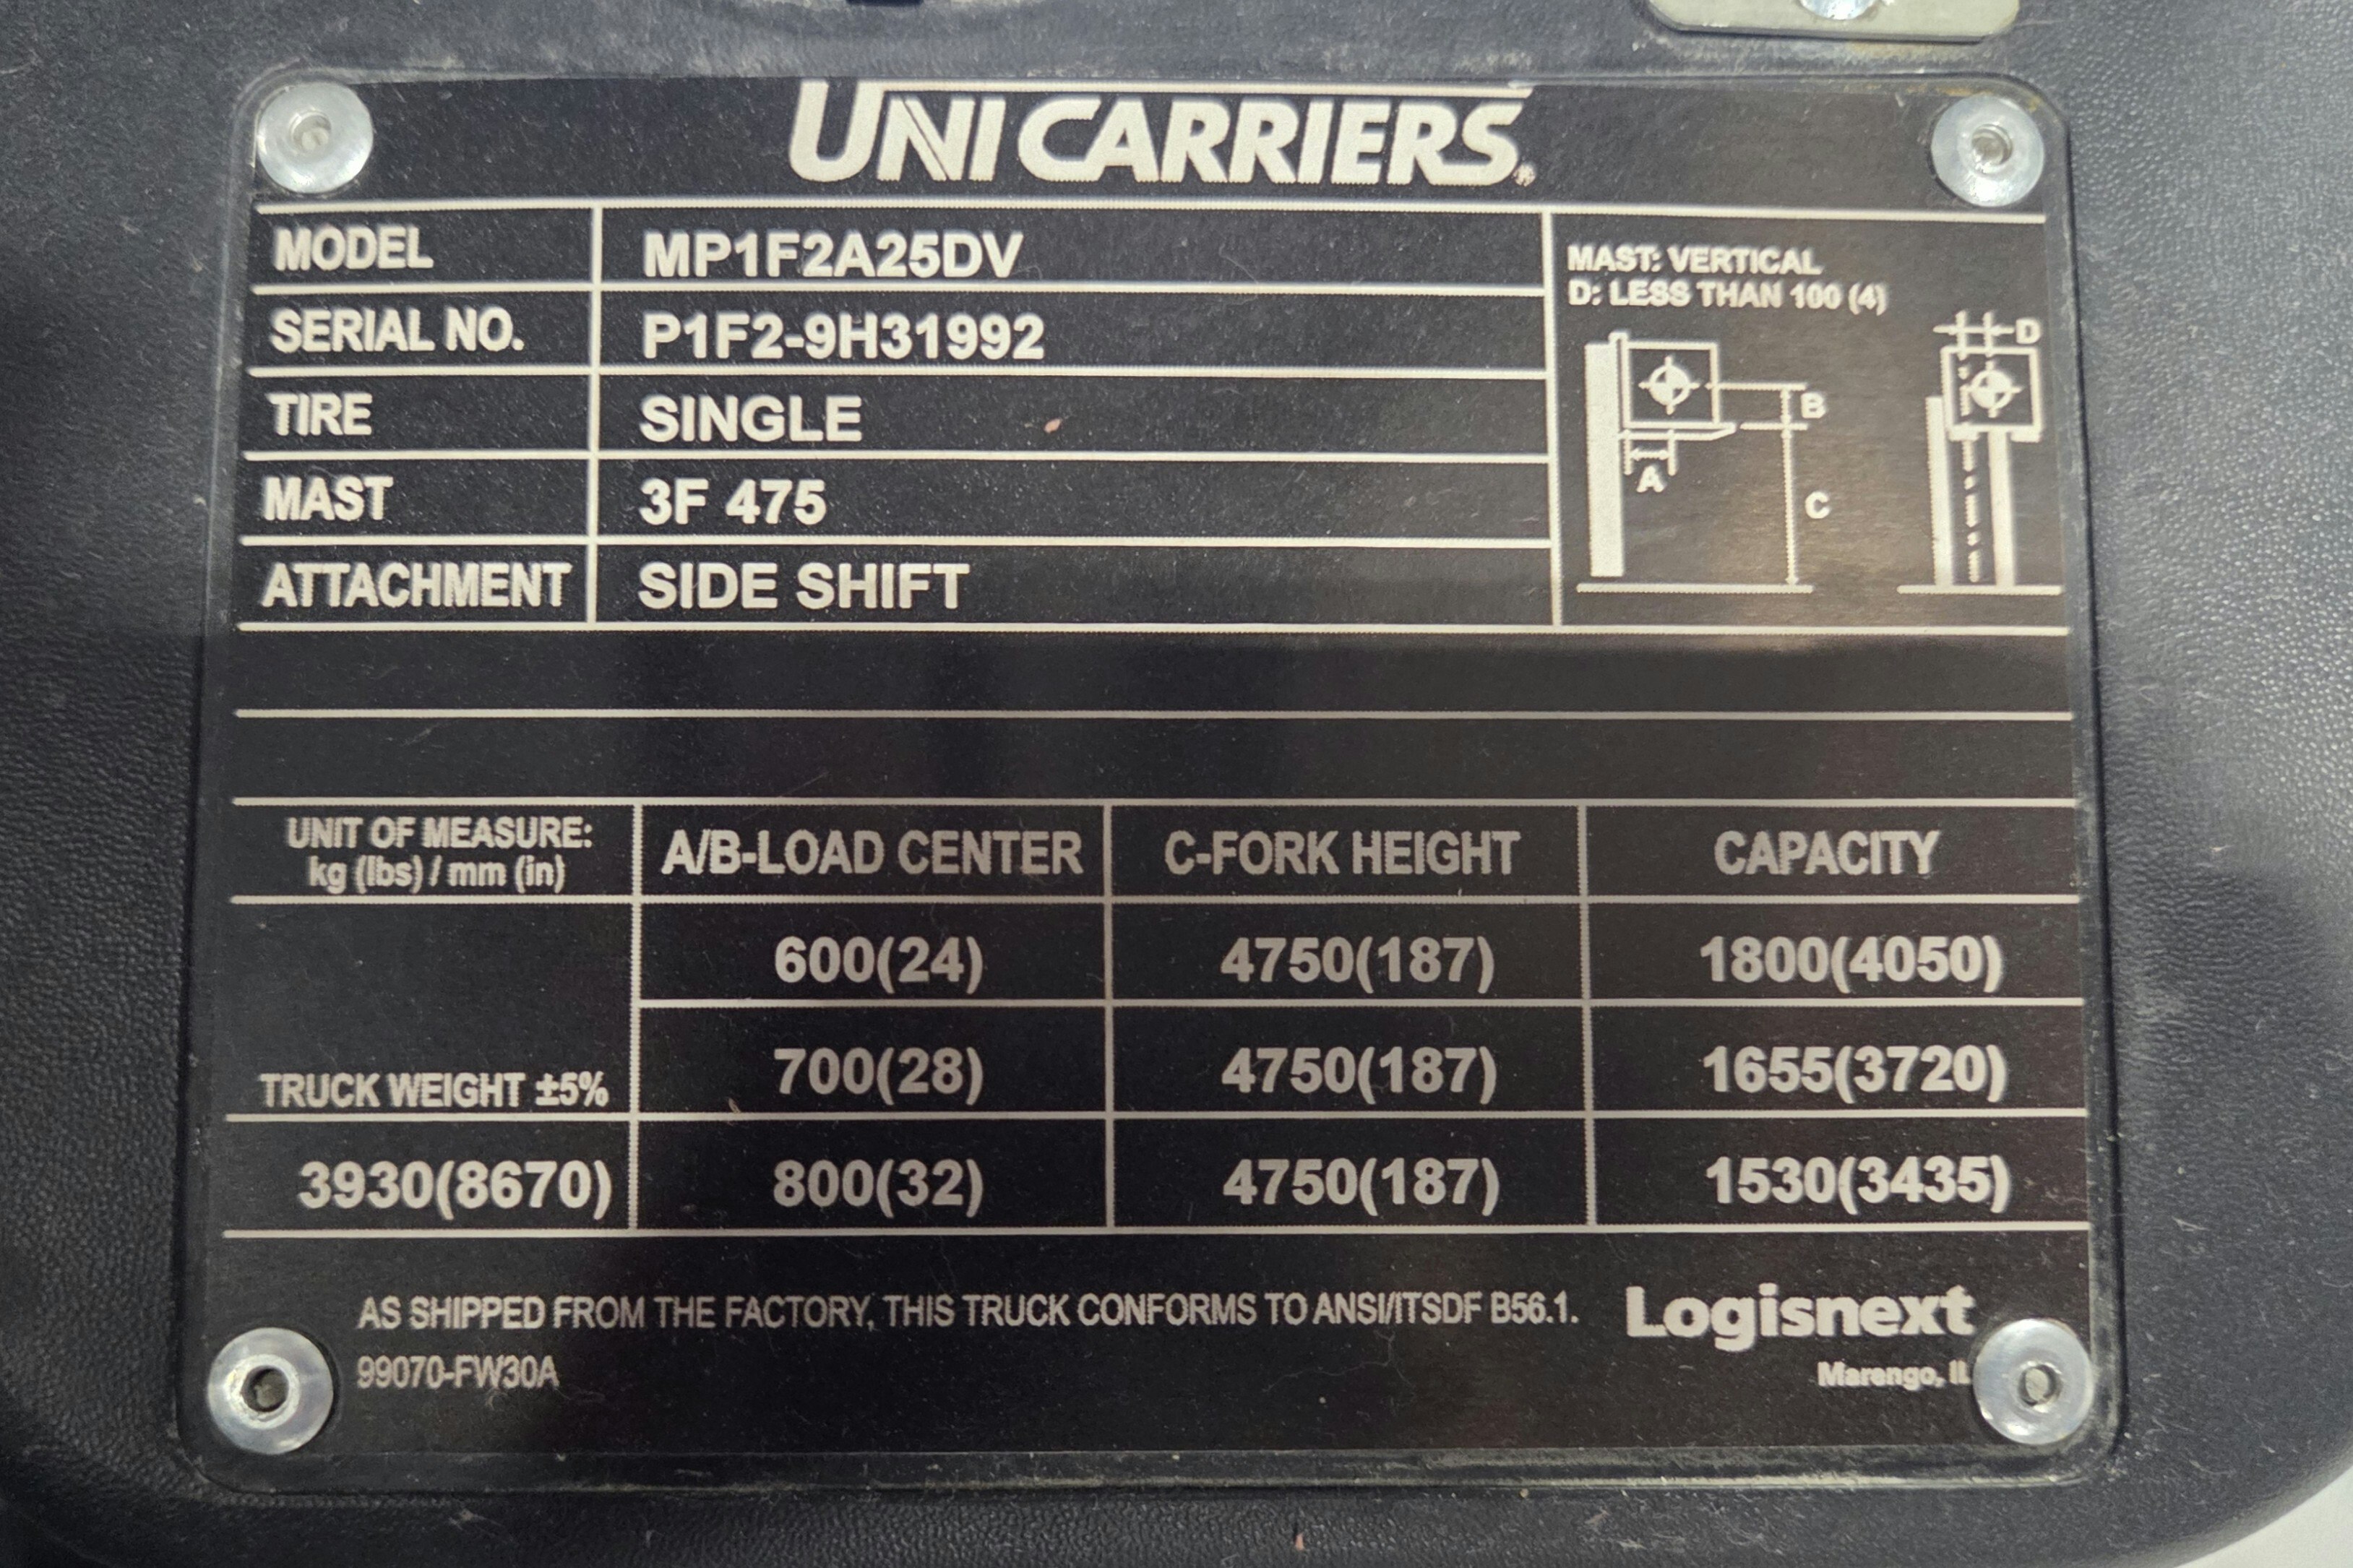 UNICARRIERS®
MODEL MP1F2A25DV
SERIAL NO. P1F2-9H31992
TIRE SINGLE
MAST 3F 475
ATTACHMENT SIDE SHIFT
MAST: VERTICAL
D: LESS THAN 100 (4)
D
B
A
C
UNIT OF MEASURE:
kg (lbs) / mm (in)
A/B-LOAD CENTER C-FORK HEIGHT CAPACITY
600(24) 4750(187) 1800(4050)
700(28) 4750(187) 1655(3720)
TRUCK WEIGHT ±5%
3930(8670) 800(32) 4750(187) 1530(3435)
AS SHIPPED FROM THE FACTORY, THIS TRUCK CONFORMS TO ANSI/ITSDF B56.1.
99070-FW30A
Logisnext
Marengo, IL